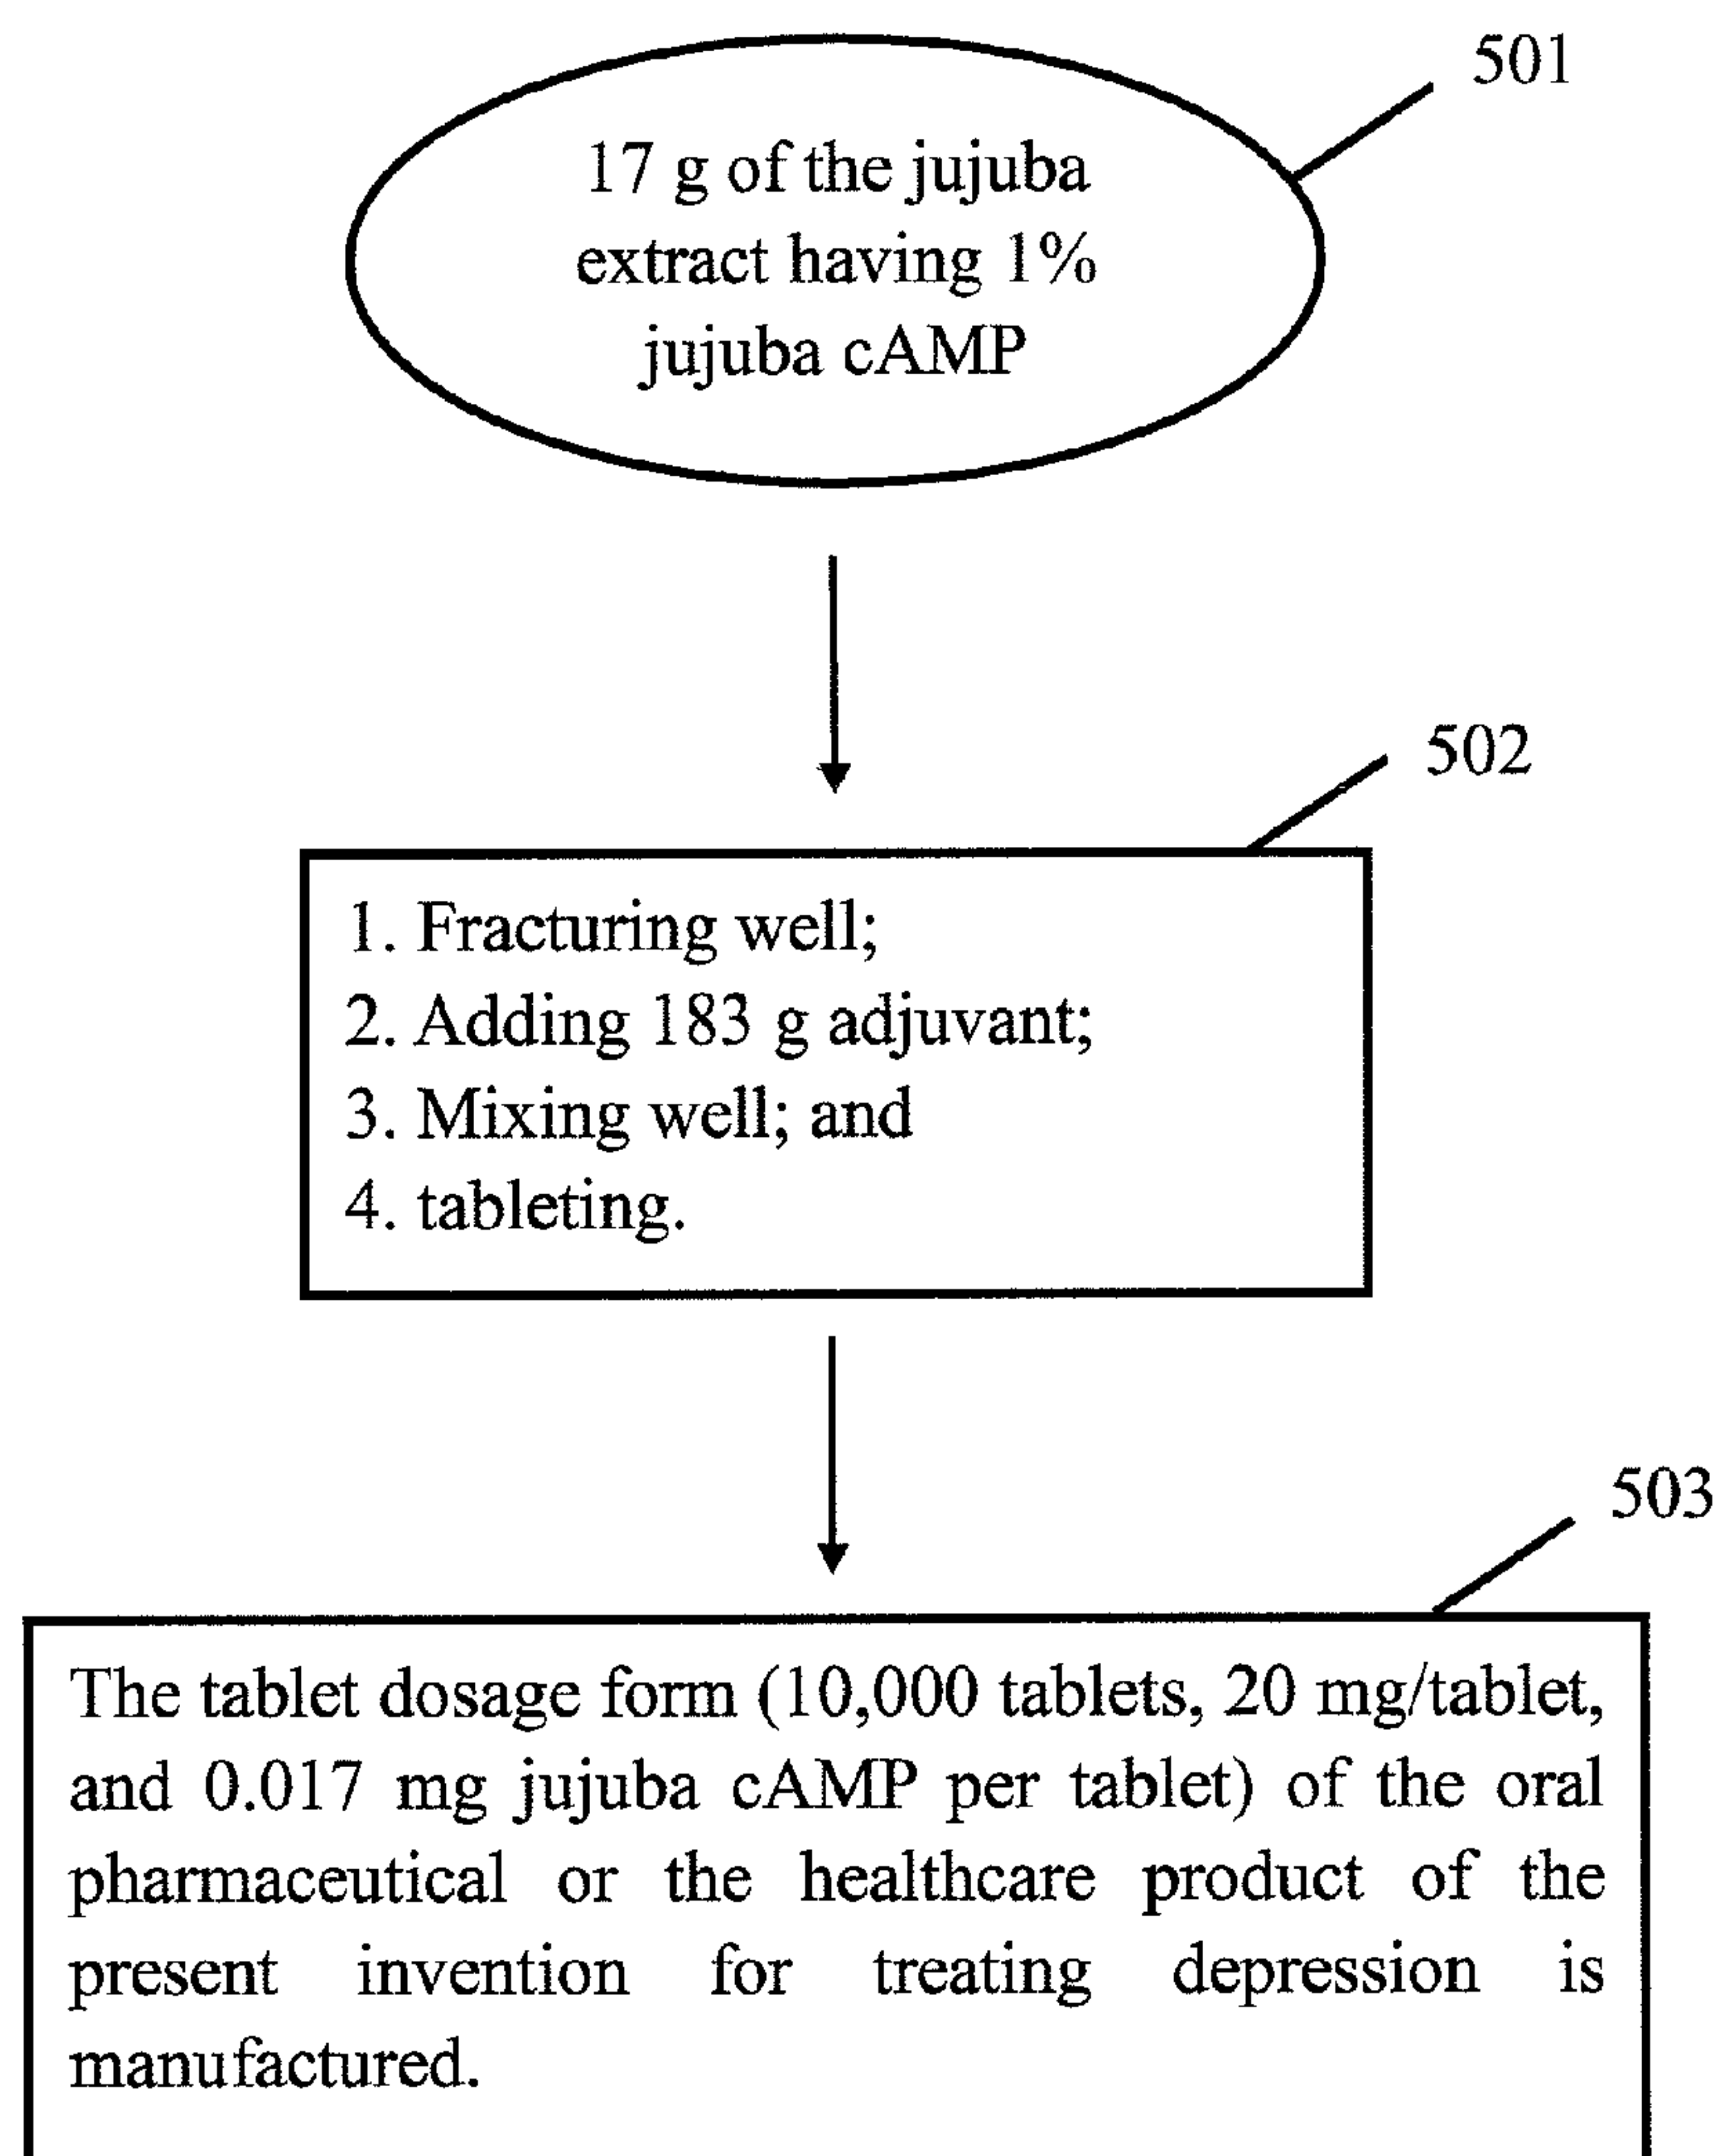 501
17 g of the jujuba
extract having 1%
jujuba cAMP
502
1. Fracturing well;
2. Adding 183 g adjuvant;
3. Mixing well; and
4. tableting.
503
The tablet dosage form (10,000 tablets, 20 mg/tablet,
and 0.017 mg jujuba cAMP per tablet) of the oral
pharmaceutical or the healthcare product of the
present invention for treating depression is
manufactured.